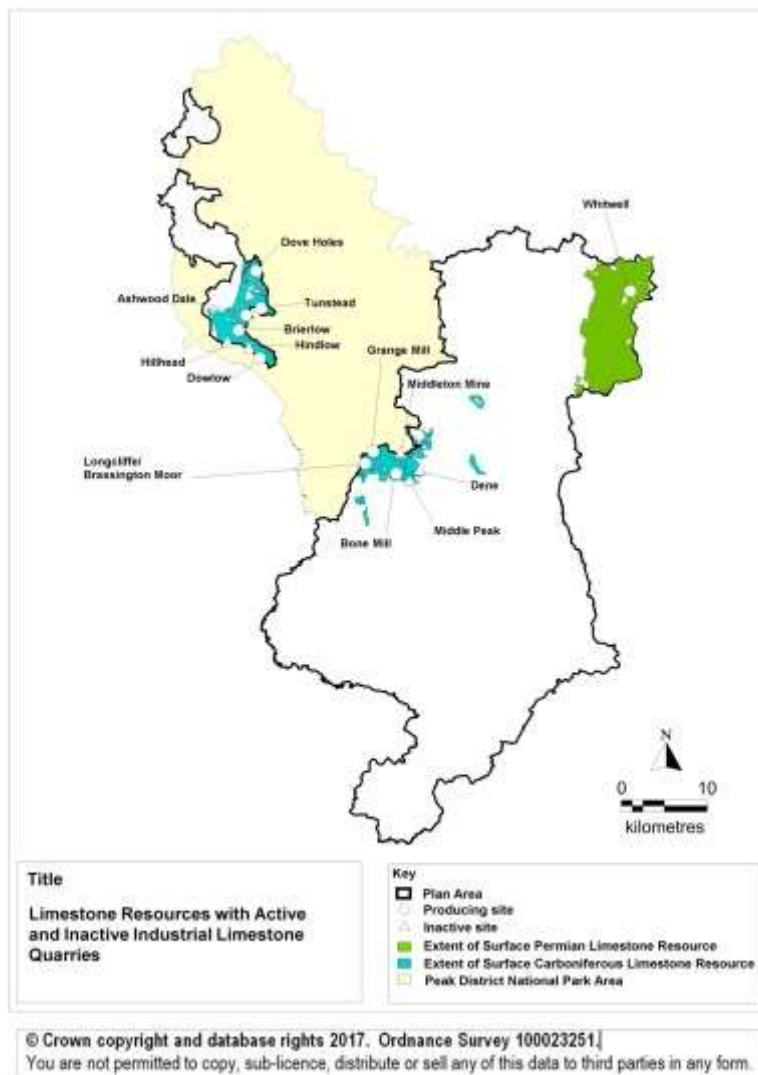 Whitwell
Dove Holes
Ashwood Dale
Tunstead
Brierlow
Hindlow
Grange Mill
Hillhead
Dowlow
Middleton Mine
Longcliffe/
Brassington Moor
Dene
Middle Peak
Bone Mill
N
0 10
kilometres
Title
Limestone Resources with Active
and Inactive Industrial Limestone
Quarries
Key
Plan Area
Producing site
Inactive site
Extent of Surface Permian Limestone Resource
Extent of Surface Carboniferous Limestone Resource
Peak District National Park Area
© Crown copyright and database rights 2017. Ordnance Survey 100023251.
You are not permitted to copy, sub-licence, distribute or sell any of this data to third parties in any form.